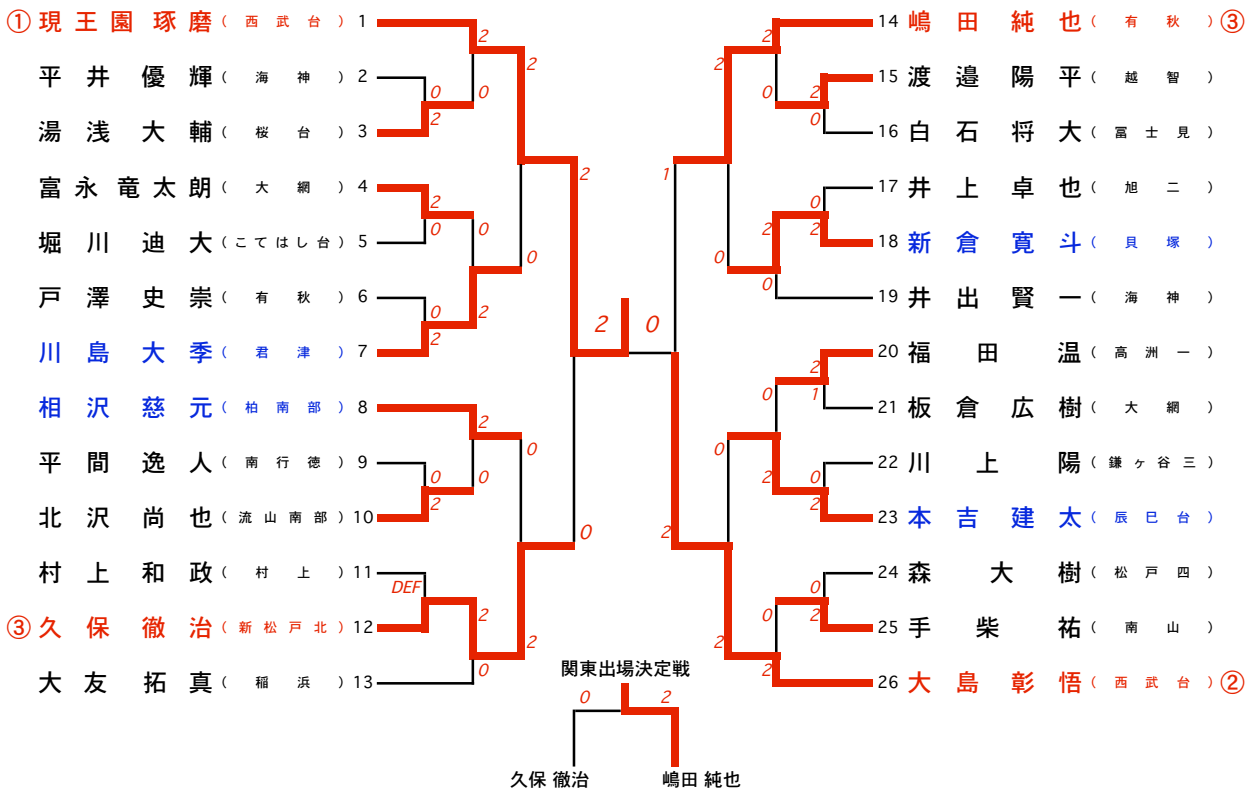 ① 現王園琢磨 (西武台) 1
2
平井優輝 (海神) 2
0
2
0
2
湯浅大輔 (桜台) 3
富永竜太朗 (大網) 4
2
0
0
堀川迪大 (こてはし台) 5
0
戸澤史崇 (有秋) 6
0
2
2
川島大季 (君津) 7
2
相沢慈元 (柏南部) 8
2
0
平間逸人 (南行徳) 9
0
0
2
北沢尚也 (流山南部) 10
0
村上和政 (村上) 11
DEF
久保徹治 (新松戸北) 12
③
2
2
0
大友拓真 (稲浜) 13
2 0
14 嶋田純也 (有秋) ③
2
2
15 渡邉陽平 (越智)
0
2
0
16 白石将大 (冨士見)
1
17 井上卓也 (旭二)
0
2
2
18 新倉寛斗 (貝塚)
0
0
19 井出賢一 (海神)
20 福田温 (高洲一)
2
0
1
21 板倉広樹 (大網)
0
22 川上陽 (鎌ヶ谷三)
0
2
2
23 本吉建太 (辰巳台)
2
24 森大樹 (松戸四)
0
0
2
25 手柴祐 (南山)
2
2
26 大島彰悟 (西武台) ②
関東出場決定戦
0 2
久保 徹治 嶋田 純也